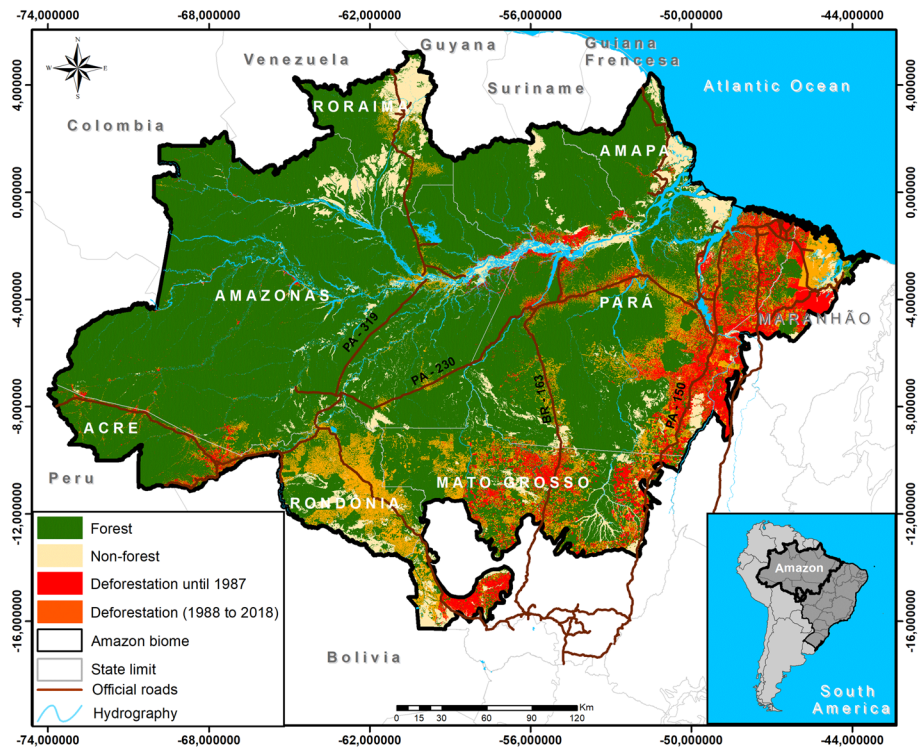 -74,000000 -68,000000 -62,000000 -56,000000 -50,000000 -44,000000
N
W E
S
Venezuela
Guyana
Guiana
Frencesa
Suriname
Colombia
Atlantic Ocean
4,000000
4,000000
RORAIMA
AMAPA
0,000000
0,000000
AMAZONAS
PARÁ
MARANHÃO
-4,000000
-4,000000
PA - 319
PA - 230
BR - 163
PA - 150
-8,000000
-8,000000
ACRE
Peru
MATO GROSSO
RONDÔNIA
-12,000000
-12,000000
Forest
Non-forest
Deforestation until 1987
Deforestation (1988 to 2018)
Amazon biome
State limit
Official roads
Hydrography
Bolivia
-16,000000
-16,000000
Amazon
South
America
Km
0 15 30 60 90 120
-74,000000 -68,000000 -62,000000 -56,000000 -50,000000 -44,000000